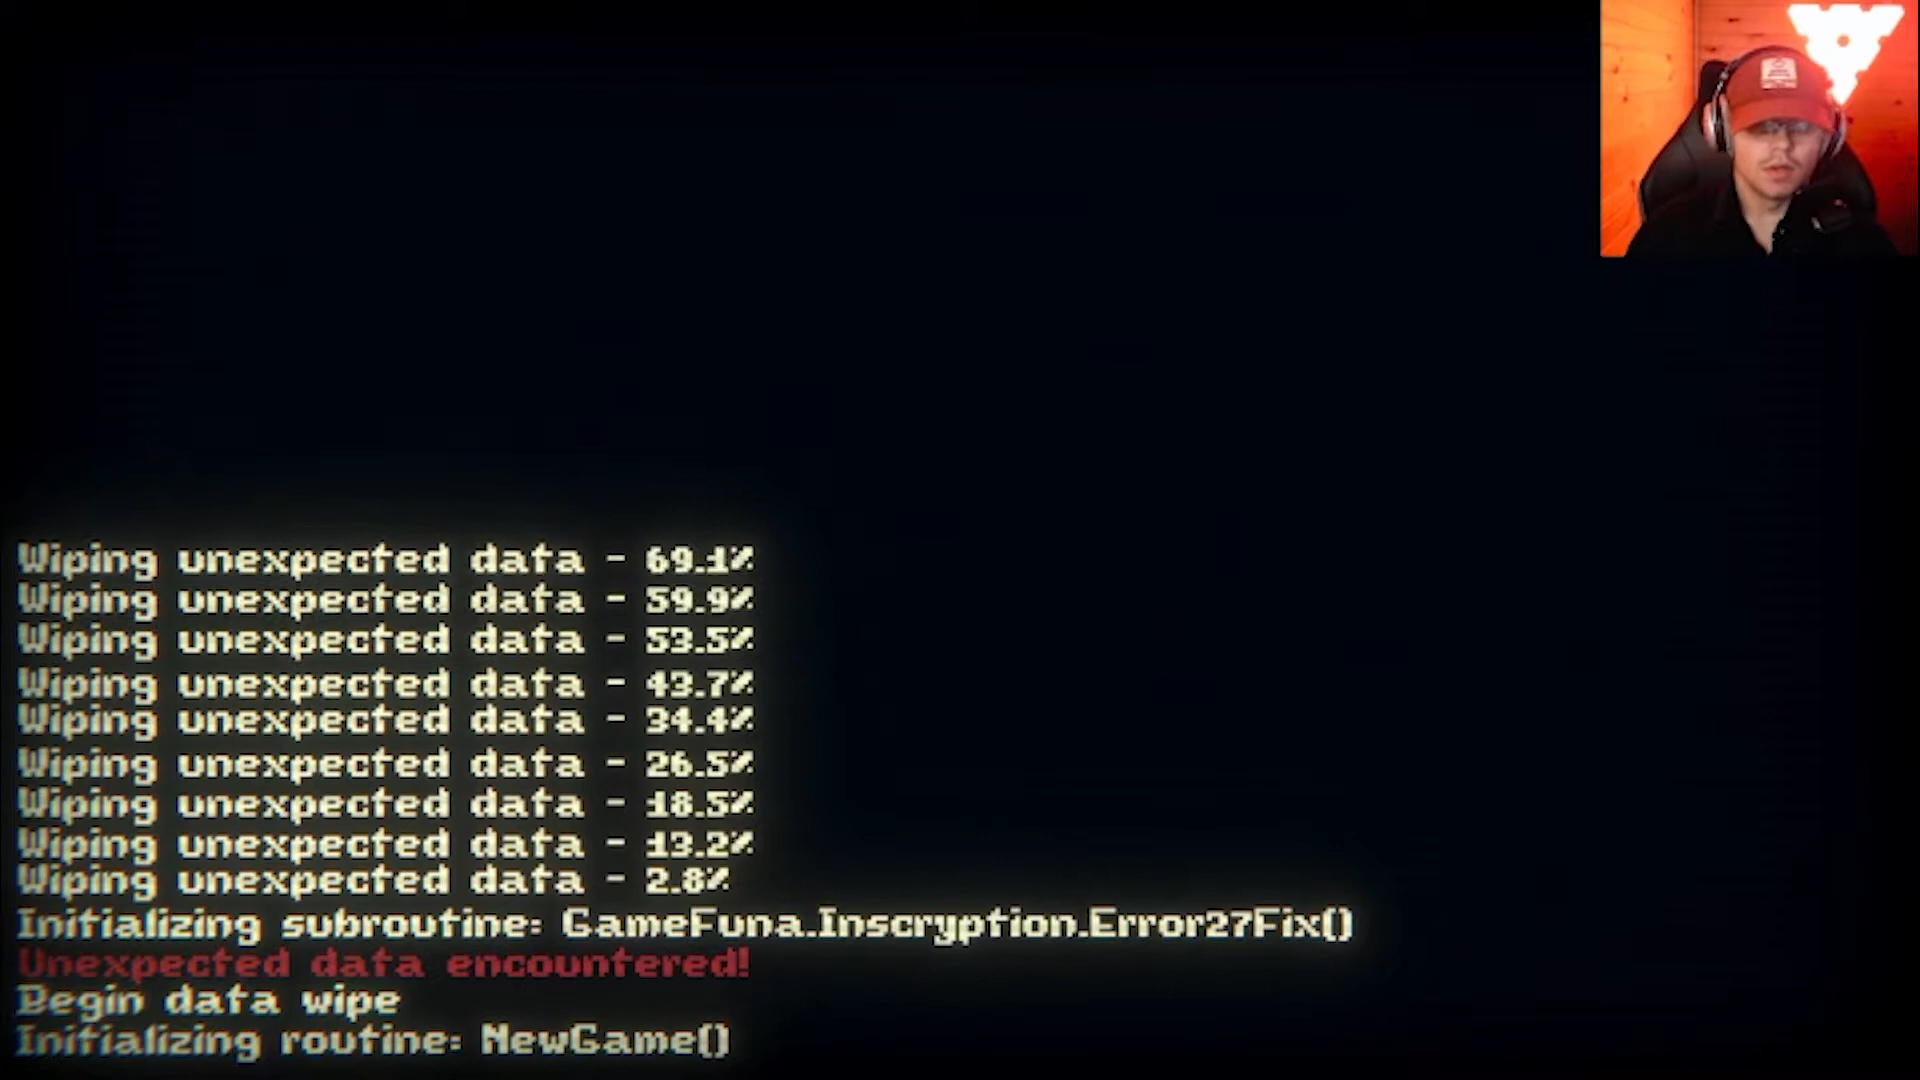 Wiping unexpected data - 69.1%
Wiping unexpected data - 59.9%
Wiping unexpected data - 53.5%
Wiping unexpected data - 43.7%
Wiping unexpected data - 34.4%
Wiping unexpected data - 26.5%
Wiping unexpected data - 18.5%
Wiping unexpected data - 13.2%
Wiping unexpected data - 2.8%
Initializing subroutine: GameFuna.Inscryption.Error27Fix()
Unexpected data encountered!
Begin data wipe
Initializing routine: NewGame()